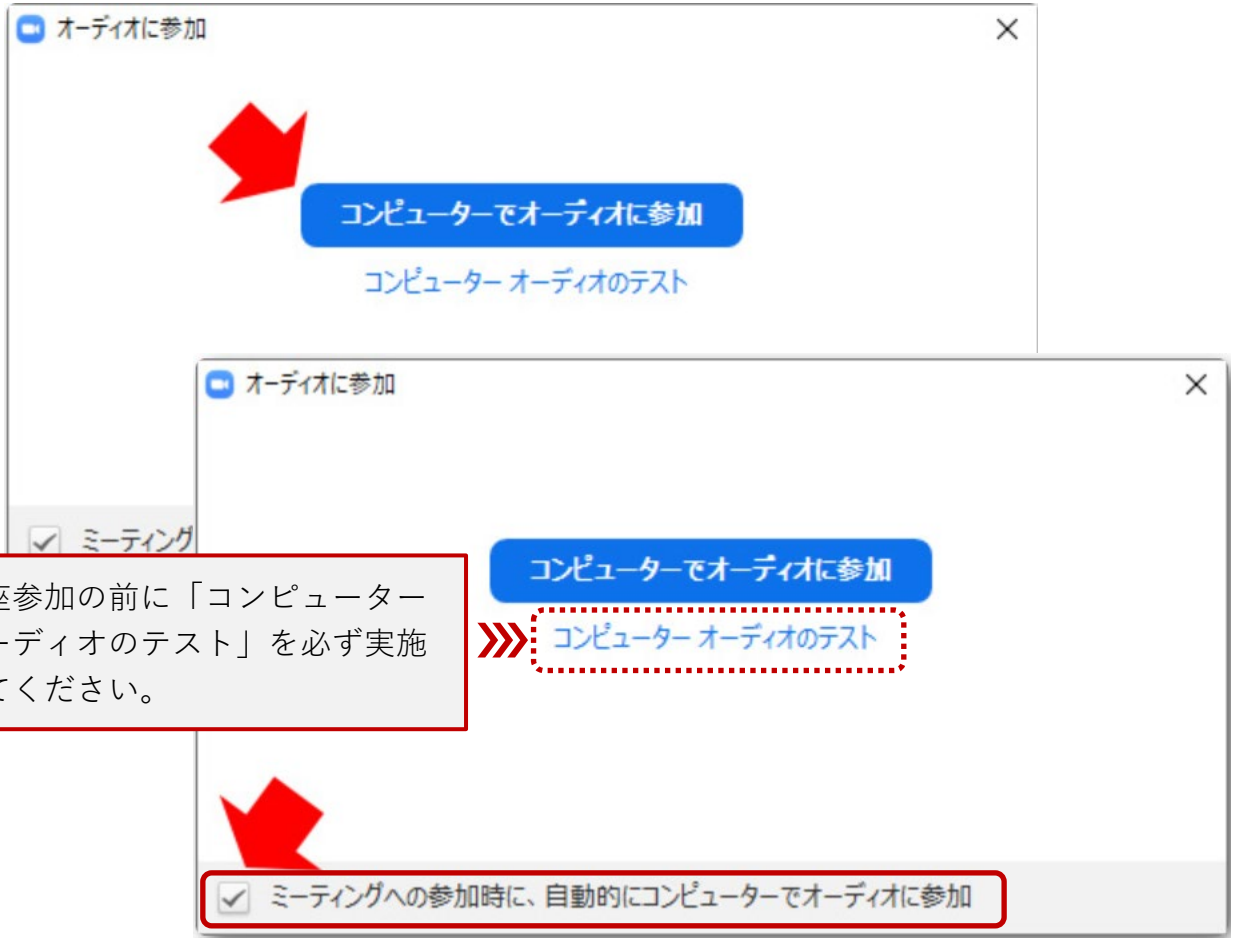 オーディオに参加
コンピューターでオーディオに参加
コンピューター オーディオのテスト
ミーティング
オーディオに参加
コンピューターでオーディオに参加
コンピューター オーディオのテスト
座参加の前に「コンピューター
ーディオのテスト」を必ず実施
てください。
ミーティングへの参加時に、自動的にコンピューターでオーディオに参加